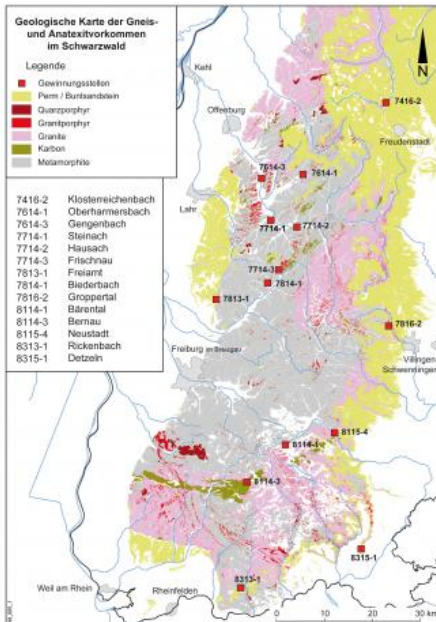 Geologische Karte der Gneis-
und Anatexitvorkommen
im Schwarzwald
Legende
Gewinnungsstellen
Perm / Buntsandstein
Quarzporphyr
Granitporphyr
Granite
Karbon
Metamorphite
7416-2 Klosterreichenbach
7614-1 Oberharmersbach
7614-3 Gengenbach
7714-1 Steinach
7714-2 Hausach
7714-3 Frischnau
7813-1 Freiamt
7814-1 Biederbach
7816-2 Groppertal
8114-1 Bärental
8114-3 Bernau
8115-4 Neustadt
8313-1 Rickenbach
8315-1 Detzeln
N
Kehl
7416-2
Offenburg
Freudenstadt
7614-3
7614-1
Lahr
7714-1
7714-2
7714-3
7814-1
7813-1
7816-2
Villingen
Schwenningen
Freiburg im Breisgau
8115-4
8114-1
8114-3
8315-1
8313-1
Weil am Rhein
Rheinfelden
0 10 20 30 km